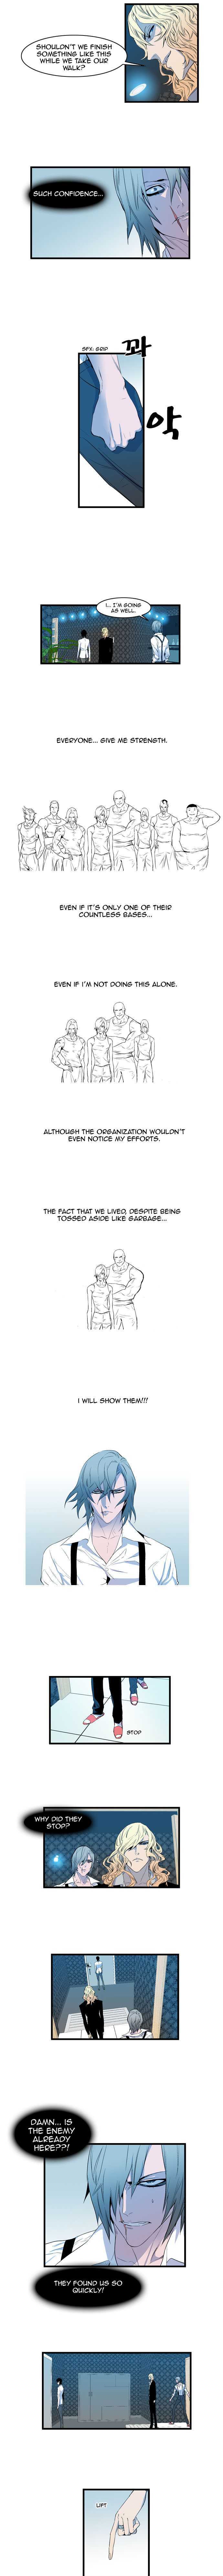 SHOULDN'T WE FINISH
SOMETHING LIKE THIS
WHILE WE TAKE OUR
WALK?
SUCH CONFIDENCE...
SFX: GRIP
꽈
악
I... I'M GOING
AS WELL.
EVERYONE... GIVE ME STRENGTH.
EVEN IF IT'S ONLY ONE OF THEIR
COUNTLESS BASES...
EVEN IF I'M NOT DOING THIS ALONE.
ALTHOUGH THE ORGANIZATION WOULDN'T
EVEN NOTICE MY EFFORTS.
THE FACT THAT WE LIVED, DESPITE BEING
TOSSED ASIDE LIKE GARBAGE...
I WILL SHOW THEM!!!
STOP
WHY DID THEY
STOP?
DAMN... IS
THE ENEMY
ALREADY
HERE??!
THEY FOUND US SO
QUICKLY!
LIFT